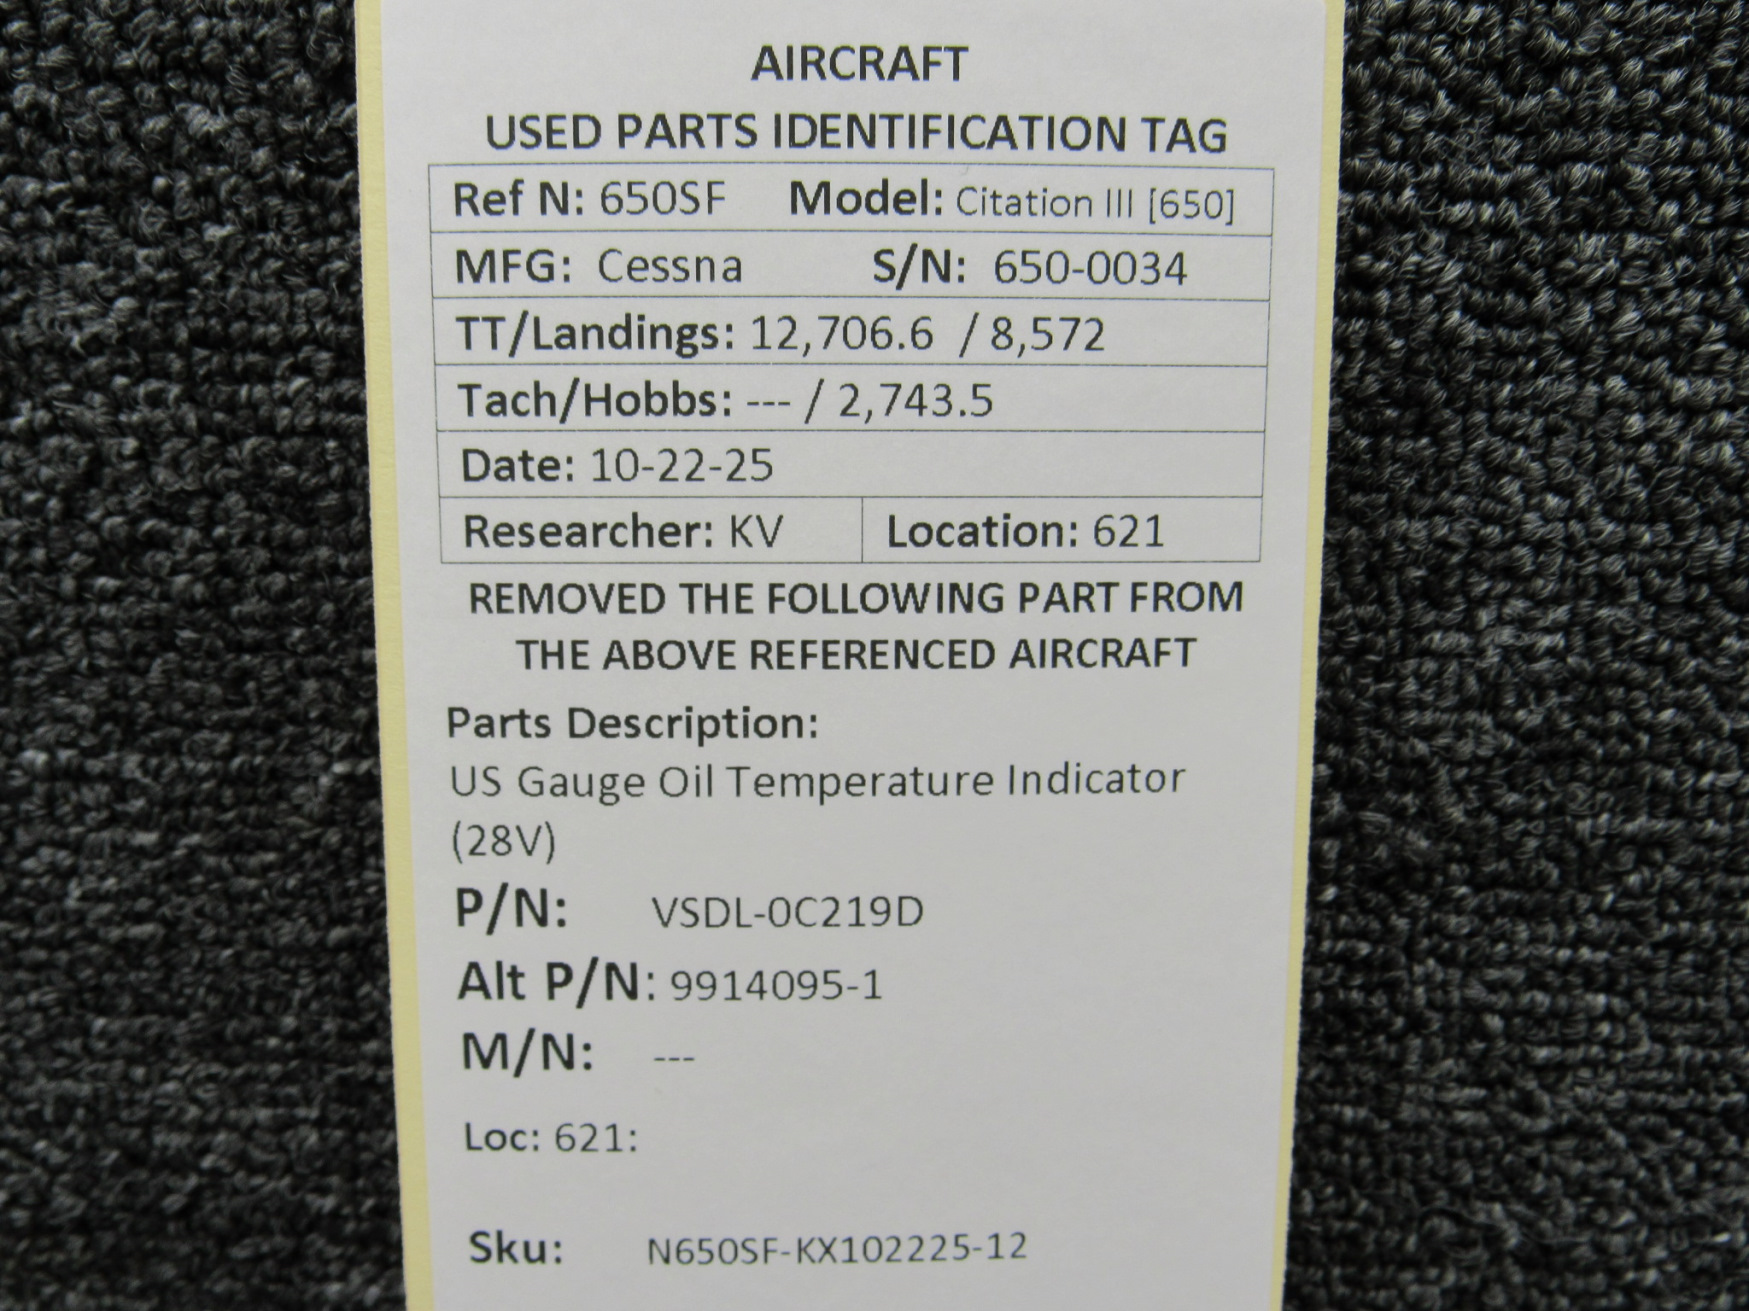 AIRCRAFT
USED PARTS IDENTIFICATION TAG
Ref N: 650SF Model: Citation III [650]
MFG: Cessna S/N: 650-0034
TT/Landings: 12,706.6 / 8,572
Tach/Hobbs: --- / 2,743.5
Date: 10-22-25
Researcher: KV Location: 621
REMOVED THE FOLLOWING PART FROM
THE ABOVE REFERENCED AIRCRAFT
Parts Description:
US Gauge Oil Temperature Indicator
(28V)
P/N: VSDL-0C219D
Alt P/N: 9914095-1
M/N: ---
Loc: 621:
Sku: N650SF-KX102225-12